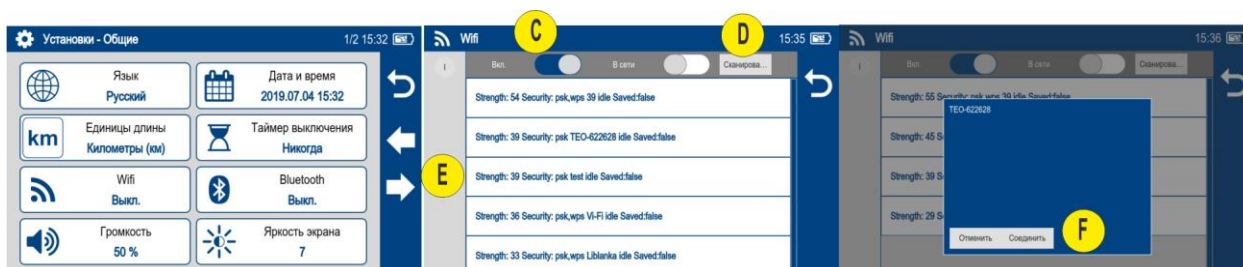 Установки - Общие 1/2 15:32
Язык
Русский
Дата и время
2019.07.04 15:32
km
Единицы длины
Километры (км)
Таймер выключения
Никогда
Wifi
Выкл.
Bluetooth
Выкл.
Громкость
50 %
Яркость экрана
7
Wifi C D 15:35
Вкл. В сети Сканирова...
Strength: 54 Security: psk,wps 39 idle Saved:false
Strength: 39 Security: psk TEO-622628 idle Saved:false
E
Strength: 39 Security: psk test idle Saved:false
Strength: 36 Security: psk,wps Vi-Fi idle Saved:false
Strength: 33 Security: psk,wps Liblanka idle Saved:false
Wifi 15:36
Вкл В сети Сканирова...
Strength: 55 Security: psk,wps 39 idle Saved:false
TEO-622628
Strength: 45 S
Strength: 39 S
Strength: 29 S
Отменить Соединить F